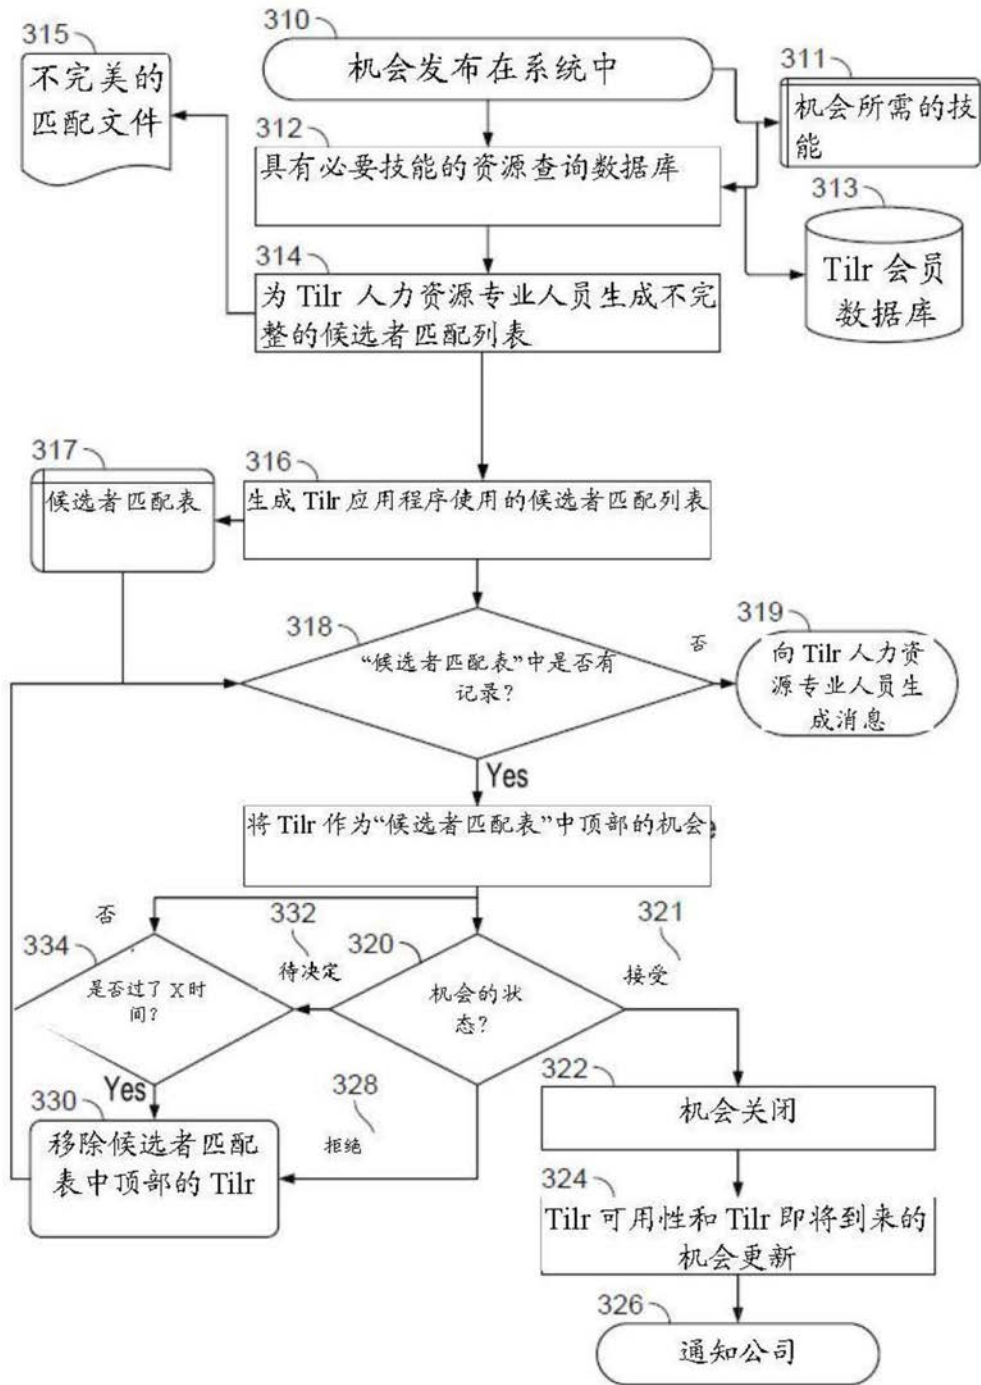 310
机会发布在系统中
315
不完美的
匹配文件
311
机会所需的技
能
312
具有必要技能的资源查询数据库
313
Tilr 会员
数据库
314
为 Tilr 人力资源专业人员生成不完
整的候选者匹配列表
317
候选者匹配表
316
生成 Tilr 应用程序使用的候选者匹配列表
318
“候选者匹配表”中是否有
记录?
否
319
向 Tilr 人力资
源专业人员生
成消息
Yes
将 Tilr 作为“候选者匹配表”中顶部的机会
否
334
是否过了 X 时
间?
332
待决定
320
机会的状
态?
321
接受
Yes
328
拒绝
330
移除候选者匹配
表中顶部的 Tilr
322
机会关闭
324
Tilr 可用性和 Tilr 即将到来的
机会更新
326
通知公司